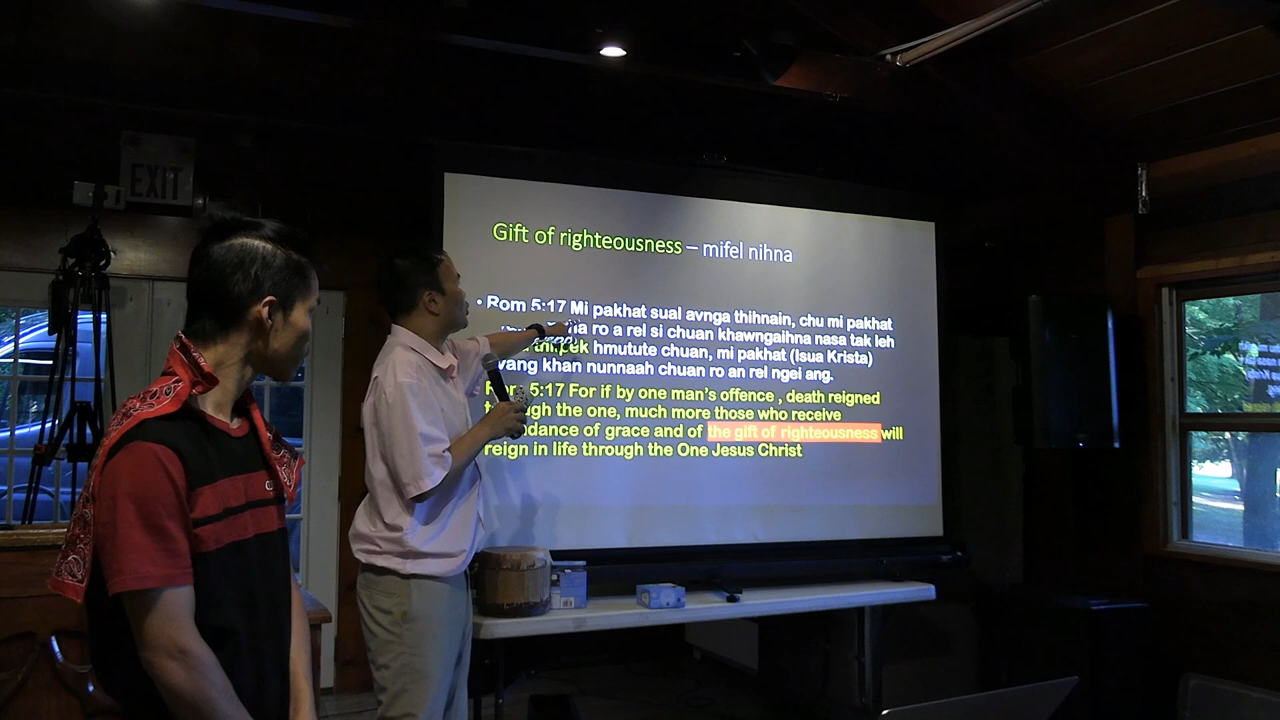 EXIT
Gift of righteousness – mifel nihna
• Rom 5:17 Mi pakhat sual avnga thihnain, chu mi pakhat
ro a rel si chuan khawngaihna nasa tak leh
thilpek hmutute chuan, mi pakhat (Isua Krista)
vang khan nunnaah chuan ro an rel ngei ang.
5:17 For if by one man's offence , death reigned
the one, much more those who receive
of grace and of the gift of righteousness will
reign in life through the One Jesus Christ